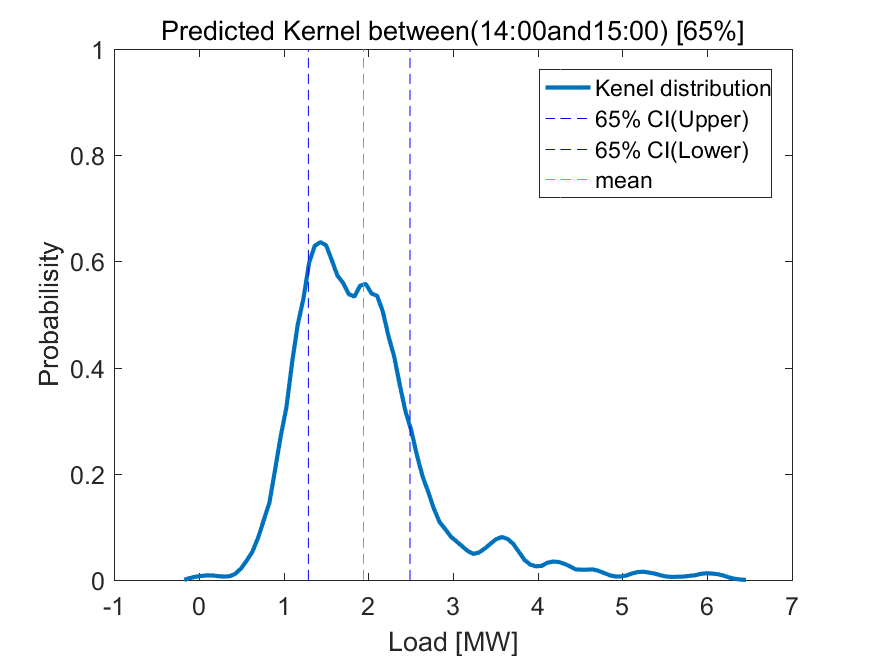 Predicted Kernel between(14:00and15:00) [65%]
Kenel distribution
65% CI(Upper)
65% CI(Lower)
mean
Probabilisity
1
0.8
0.6
0.4
0.2
0
-1 0 1 2 3 4 5 6 7
Load [MW]